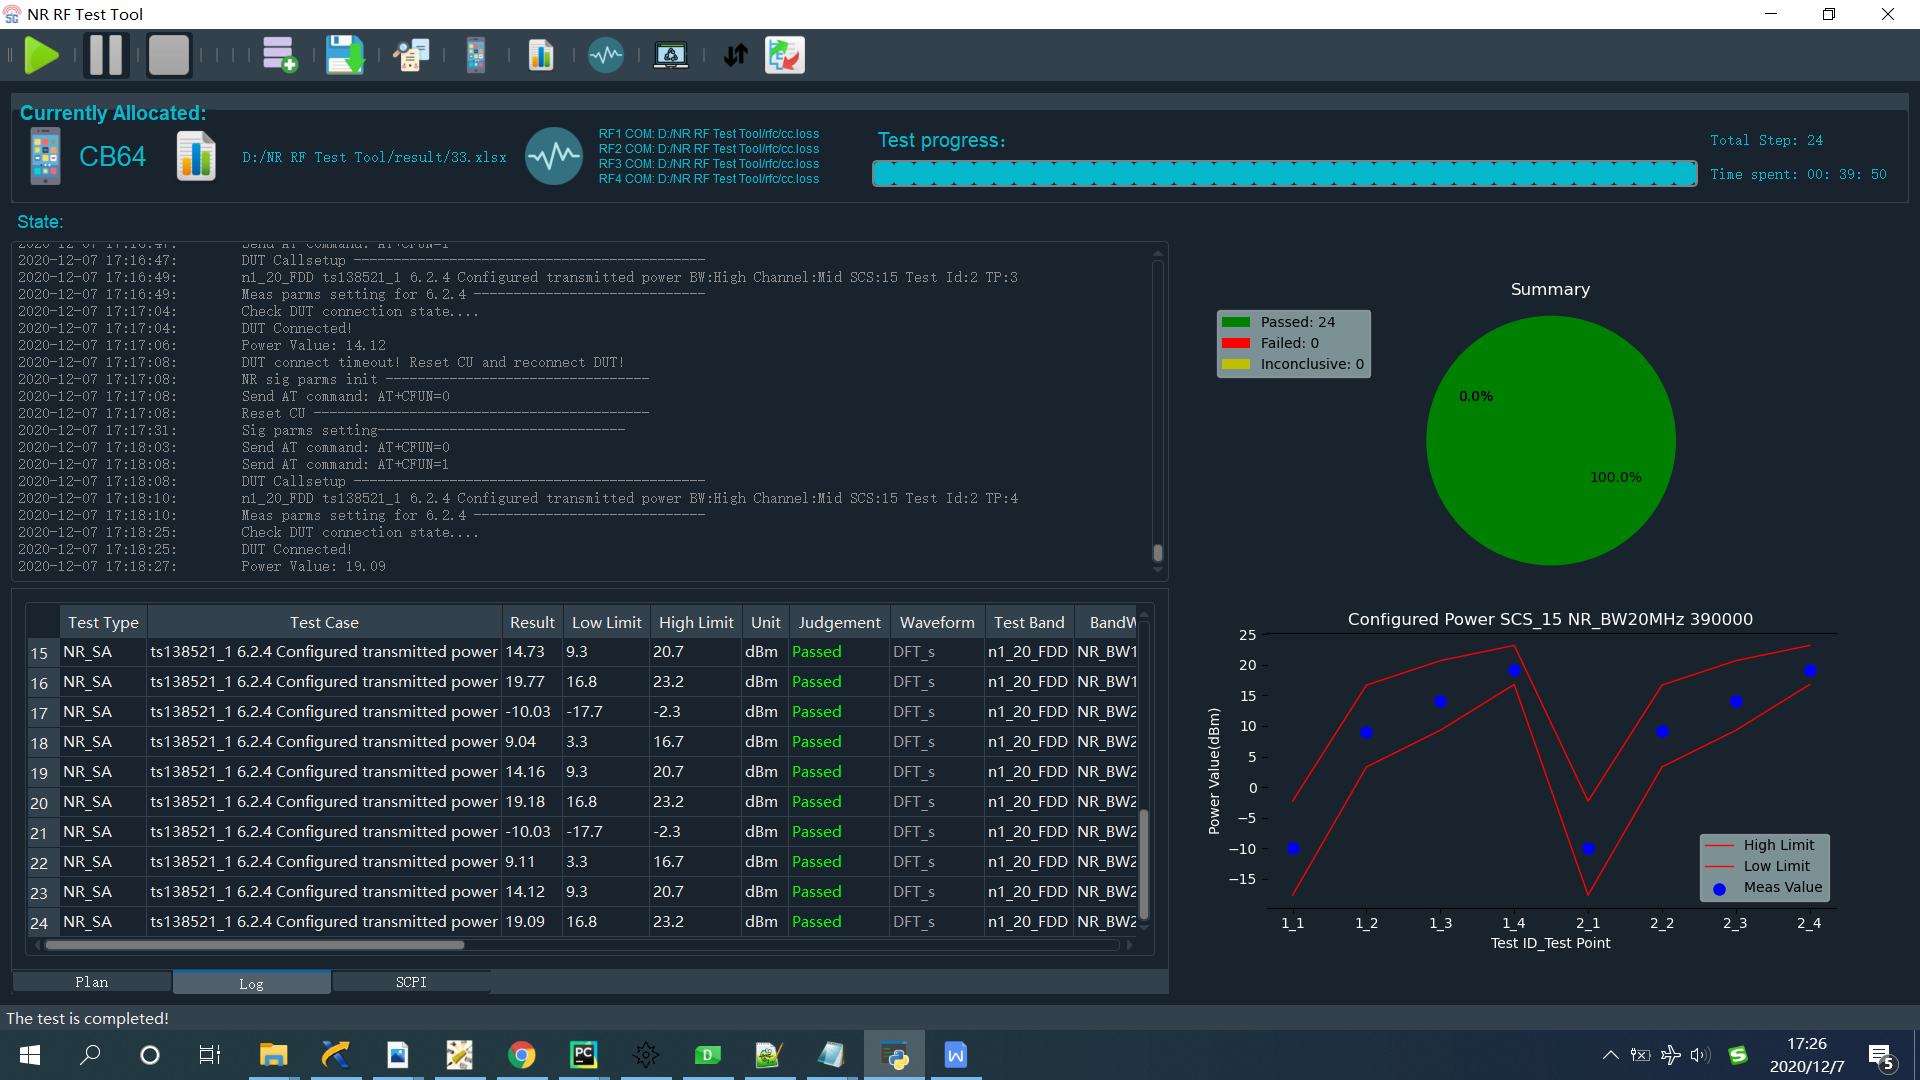 NR RF Test Tool
Currently Allocated:
CB64
D:/NR RF Test Tool/result/33.xlsx
RF1 COM: D:/NR RF Test Tool/rfc/cc.loss
RF2 COM: D:/NR RF Test Tool/rfc/cc.loss
RF3 COM: D:/NR RF Test Tool/rfc/cc.loss
RF4 COM: D:/NR RF Test Tool/rfc/cc.loss
Test progress:
Total Step: 24
Time spent: 00: 39: 50
State:
2020-12-07 17:16:47: Send AT command: AT+CFUN=1
2020-12-07 17:16:47: DUT Callsetup --------------------------------------------
2020-12-07 17:16:49: n1_20_FDD ts138521_1 6.2.4 Configured transmitted power BW:High Channel:Mid SCS:15 Test Id:2 TP:3
2020-12-07 17:16:49: Meas parms setting for 6.2.4 -----------------------------
2020-12-07 17:17:04: Check DUT connection state....
2020-12-07 17:17:04: DUT Connected!
2020-12-07 17:17:06: Power Value: 14.12
2020-12-07 17:17:08: DUT connect timeout! Reset CU and reconnect DUT!
2020-12-07 17:17:08: NR sig parms init ---------------------------------
2020-12-07 17:17:08: Send AT command: AT+CFUN=0
2020-12-07 17:17:08: Reset CU ------------------------------------------
2020-12-07 17:17:31: Sig parms setting-------------------------------
2020-12-07 17:18:03: Send AT command: AT+CFUN=0
2020-12-07 17:18:08: Send AT command: AT+CFUN=1
2020-12-07 17:18:08: DUT Callsetup --------------------------------------------
2020-12-07 17:18:10: n1_20_FDD ts138521_1 6.2.4 Configured transmitted power BW:High Channel:Mid SCS:15 Test Id:2 TP:4
2020-12-07 17:18:10: Meas parms setting for 6.2.4 -----------------------------
2020-12-07 17:18:25: Check DUT connection state....
2020-12-07 17:18:25: DUT Connected!
2020-12-07 17:18:27: Power Value: 19.09
Test Type Test Case Result Low Limit High Limit Unit Judgement Waveform Test Band BandW
15 NR_SA ts138521_1 6.2.4 Configured transmitted power 14.73 9.3 20.7 dBm Passed DFT_s n1_20_FDD NR_BW1
16 NR_SA ts138521_1 6.2.4 Configured transmitted power 19.77 16.8 23.2 dBm Passed DFT_s n1_20_FDD NR_BW1
17 NR_SA ts138521_1 6.2.4 Configured transmitted power -10.03 -17.7 -2.3 dBm Passed DFT_s n1_20_FDD NR_BW2
18 NR_SA ts138521_1 6.2.4 Configured transmitted power 9.04 3.3 16.7 dBm Passed DFT_s n1_20_FDD NR_BW2
19 NR_SA ts138521_1 6.2.4 Configured transmitted power 14.16 9.3 20.7 dBm Passed DFT_s n1_20_FDD NR_BW2
20 NR_SA ts138521_1 6.2.4 Configured transmitted power 19.18 16.8 23.2 dBm Passed DFT_s n1_20_FDD NR_BW2
21 NR_SA ts138521_1 6.2.4 Configured transmitted power -10.03 -17.7 -2.3 dBm Passed DFT_s n1_20_FDD NR_BW2
22 NR_SA ts138521_1 6.2.4 Configured transmitted power 9.11 3.3 16.7 dBm Passed DFT_s n1_20_FDD NR_BW2
23 NR_SA ts138521_1 6.2.4 Configured transmitted power 14.12 9.3 20.7 dBm Passed DFT_s n1_20_FDD NR_BW2
24 NR_SA ts138521_1 6.2.4 Configured transmitted power 19.09 16.8 23.2 dBm Passed DFT_s n1_20_FDD NR_BW2
Plan Log SCPI
Summary
Passed: 24
Failed: 0
Inconclusive: 0
0.0%
100.0%
Configured Power SCS_15 NR_BW20MHz 390000
25
20
15
10
5
0
−5
−10
−15
Power Value(dBm)
High Limit
Low Limit
Meas Value
1_1 1_2 1_3 1_4 2_1 2_2 2_3 2_4
Test ID_Test Point
The test is completed!
17:26
2020/12/7
5